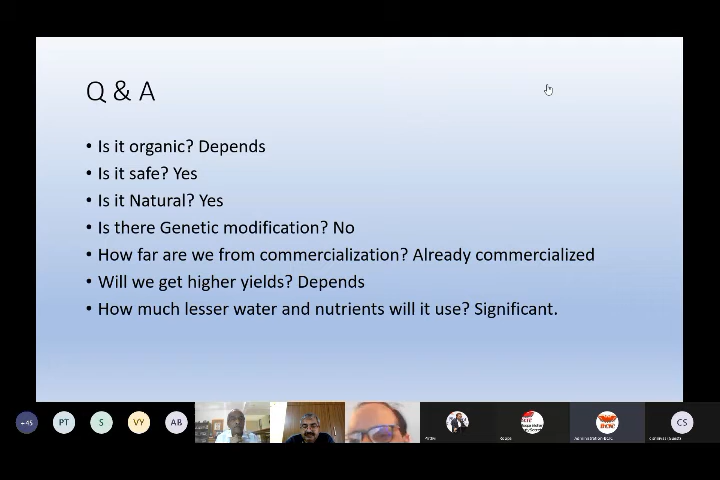 Q & A
• Is it organic? Depends
• Is it safe? Yes
• Is it Natural? Yes
• Is there Genetic modification? No
• How far are we from commercialization? Already commercialized
• Will we get higher yields? Depends
• How much lesser water and nutrients will it use? Significant.
+45
PT
S
VY
AB
CS